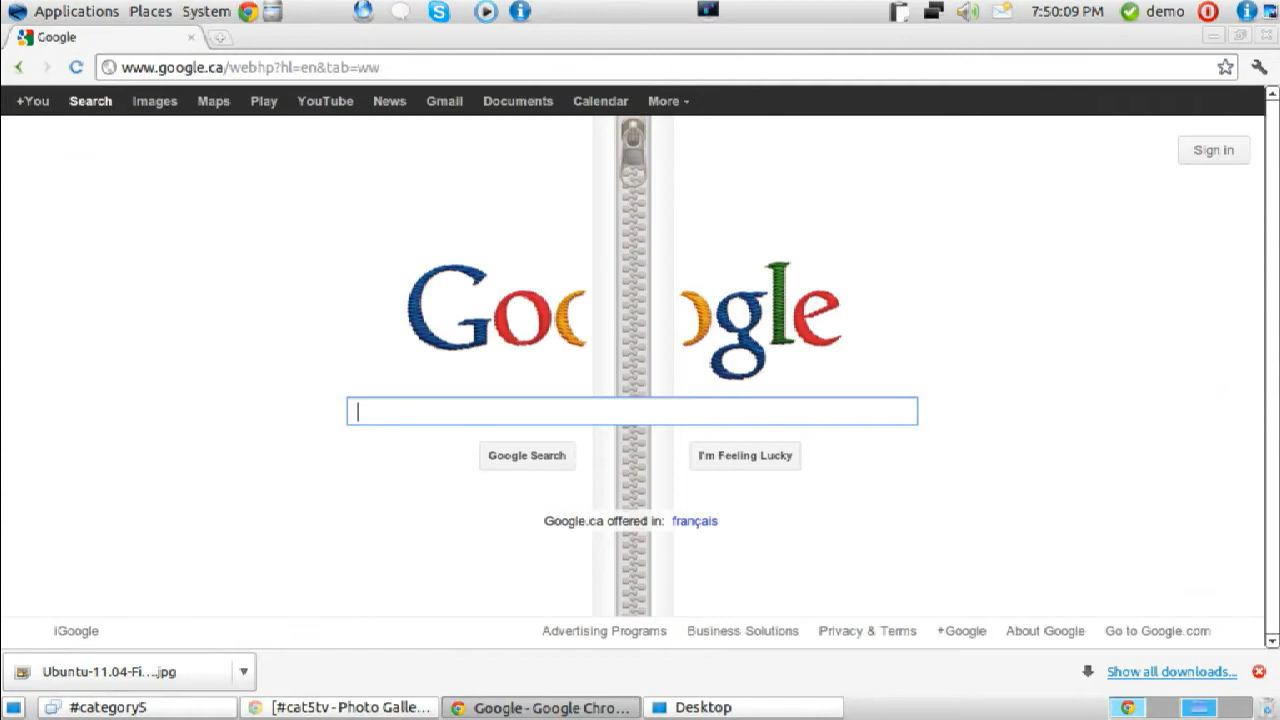 Applications Places System 7:50:09 PM demo
Google
www.google.ca/webhp?hl=en&tab=ww
+You Search Images Maps Play YouTube News Gmail Documents Calendar More
Sign in
Google
Google Search I'm Feeling Lucky
Google.ca offered in: français
iGoogle Advertising Programs Business Solutions Privacy & Terms +Google About Google Go to Google.com
Ubuntu-11.04-Fi....jpg Show all downloads...
#category5 [#cat5tv - Photo Galle... Google - Google Chro... Desktop